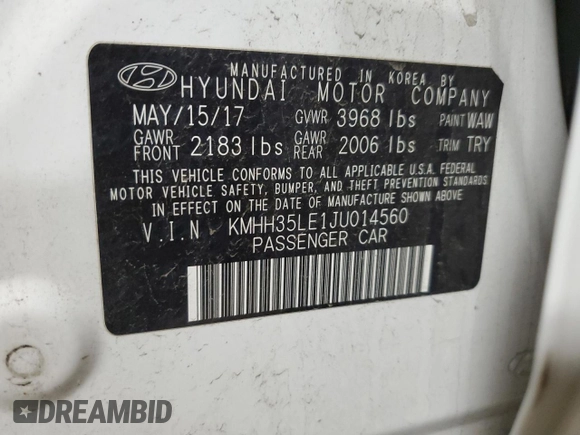 MANUFACTURED IN KOREA BY
HYUNDAI MOTOR COMPANY
MAY/15/17 GVWR 3968 lbs PAINT WAW
GAWR FRONT 2183 lbs GAWR REAR 2006 lbs TRIM TRY
THIS VEHICLE CONFORMS TO ALL APPLICABLE U.S.A. FEDERAL
MOTOR VEHICLE SAFETY, BUMPER, AND THEFT PREVENTION STANDARDS
IN EFFECT ON THE DATE OF MANUFACTURE SHOWN ABOVE
V.I.N KMHH35LE1JU014560
PASSENGER CAR
DREAMBID